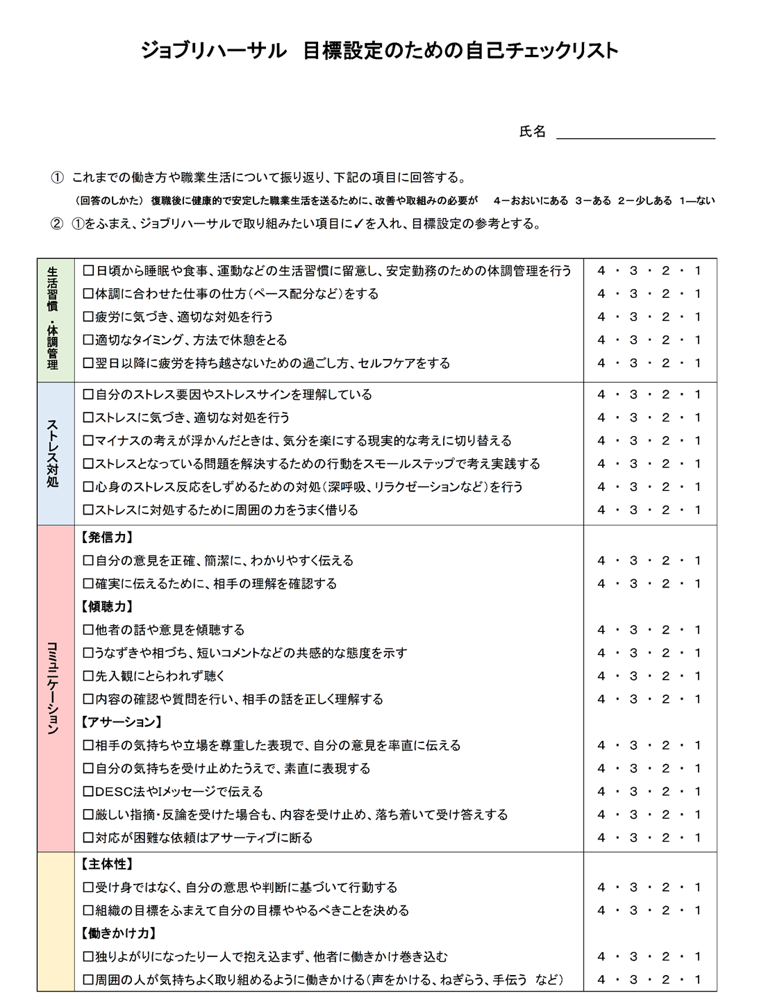 ジョブリハーサル　目標設定のための自己チェックリスト
氏名
① これまでの働き方や職業生活について振り返り、下記の項目に回答する。
（回答のしかた） 復職後に健康的で安定した職業生活を送るために、改善や取組みの必要が　4－おおいにある 3－ある 2－少しある 1―ない
② ①をふまえ、ジョブリハーサルで取り組みたい項目に✓を入れ、目標設定の参考とする。
生活習慣・体調管理
□日頃から睡眠や食事、運動などの生活習慣に留意し、安定勤務のための体調管理を行う 4 ・ 3 ・ 2 ・ 1
□体調に合わせた仕事の仕方（ペース配分など）をする 4 ・ 3 ・ 2 ・ 1
□疲労に気づき、適切な対処を行う 4 ・ 3 ・ 2 ・ 1
□適切なタイミング、方法で休憩をとる 4 ・ 3 ・ 2 ・ 1
□翌日以降に疲労を持ち越さないための過ごし方、セルフケアをする 4 ・ 3 ・ 2 ・ 1
ストレス対処
□自分のストレス要因やストレスサインを理解している 4 ・ 3 ・ 2 ・ 1
□ストレスに気づき、適切な対処を行う 4 ・ 3 ・ 2 ・ 1
□マイナスの考えが浮かんだときは、気分を楽にする現実的な考えに切り替える 4 ・ 3 ・ 2 ・ 1
□ストレスとなっている問題を解決するための行動をスモールステップで考え実践する 4 ・ 3 ・ 2 ・ 1
□心身のストレス反応をしずめるための対処（深呼吸、リラクゼーションなど）を行う 4 ・ 3 ・ 2 ・ 1
□ストレスに対処するために周囲の力をうまく借りる 4 ・ 3 ・ 2 ・ 1
コミュニケーション
【発信力】
□自分の意見を正確、簡潔に、わかりやすく伝える 4 ・ 3 ・ 2 ・ 1
□確実に伝えるために、相手の理解を確認する 4 ・ 3 ・ 2 ・ 1
【傾聴力】
□他者の話や意見を傾聴する 4 ・ 3 ・ 2 ・ 1
□うなずきや相づち、短いコメントなどの共感的な態度を示す 4 ・ 3 ・ 2 ・ 1
□先入観にとらわれず聴く 4 ・ 3 ・ 2 ・ 1
□内容の確認や質問を行い、相手の話を正しく理解する 4 ・ 3 ・ 2 ・ 1
【アサーション】
□相手の気持ちや立場を尊重した表現で、自分の意見を率直に伝える 4 ・ 3 ・ 2 ・ 1
□自分の気持ちを受け止めたうえで、素直に表現する 4 ・ 3 ・ 2 ・ 1
□DESC法やIメッセージで伝える 4 ・ 3 ・ 2 ・ 1
□厳しい指摘・反論を受けた場合も、内容を受け止め、落ち着いて受け答えする 4 ・ 3 ・ 2 ・ 1
□対応が困難な依頼はアサーティブに断る 4 ・ 3 ・ 2 ・ 1
【主体性】
□受け身ではなく、自分の意思や判断に基づいて行動する 4 ・ 3 ・ 2 ・ 1
□組織の目標をふまえて自分の目標ややるべきことを決める 4 ・ 3 ・ 2 ・ 1
【働きかけ力】
□独りよがりになったり一人で抱え込まず、他者に働きかけ巻き込む 4 ・ 3 ・ 2 ・ 1
□周囲の人が気持ちよく取り組めるように働きかける（声をかける、ねぎらう、手伝う　など） 4 ・ 3 ・ 2 ・ 1